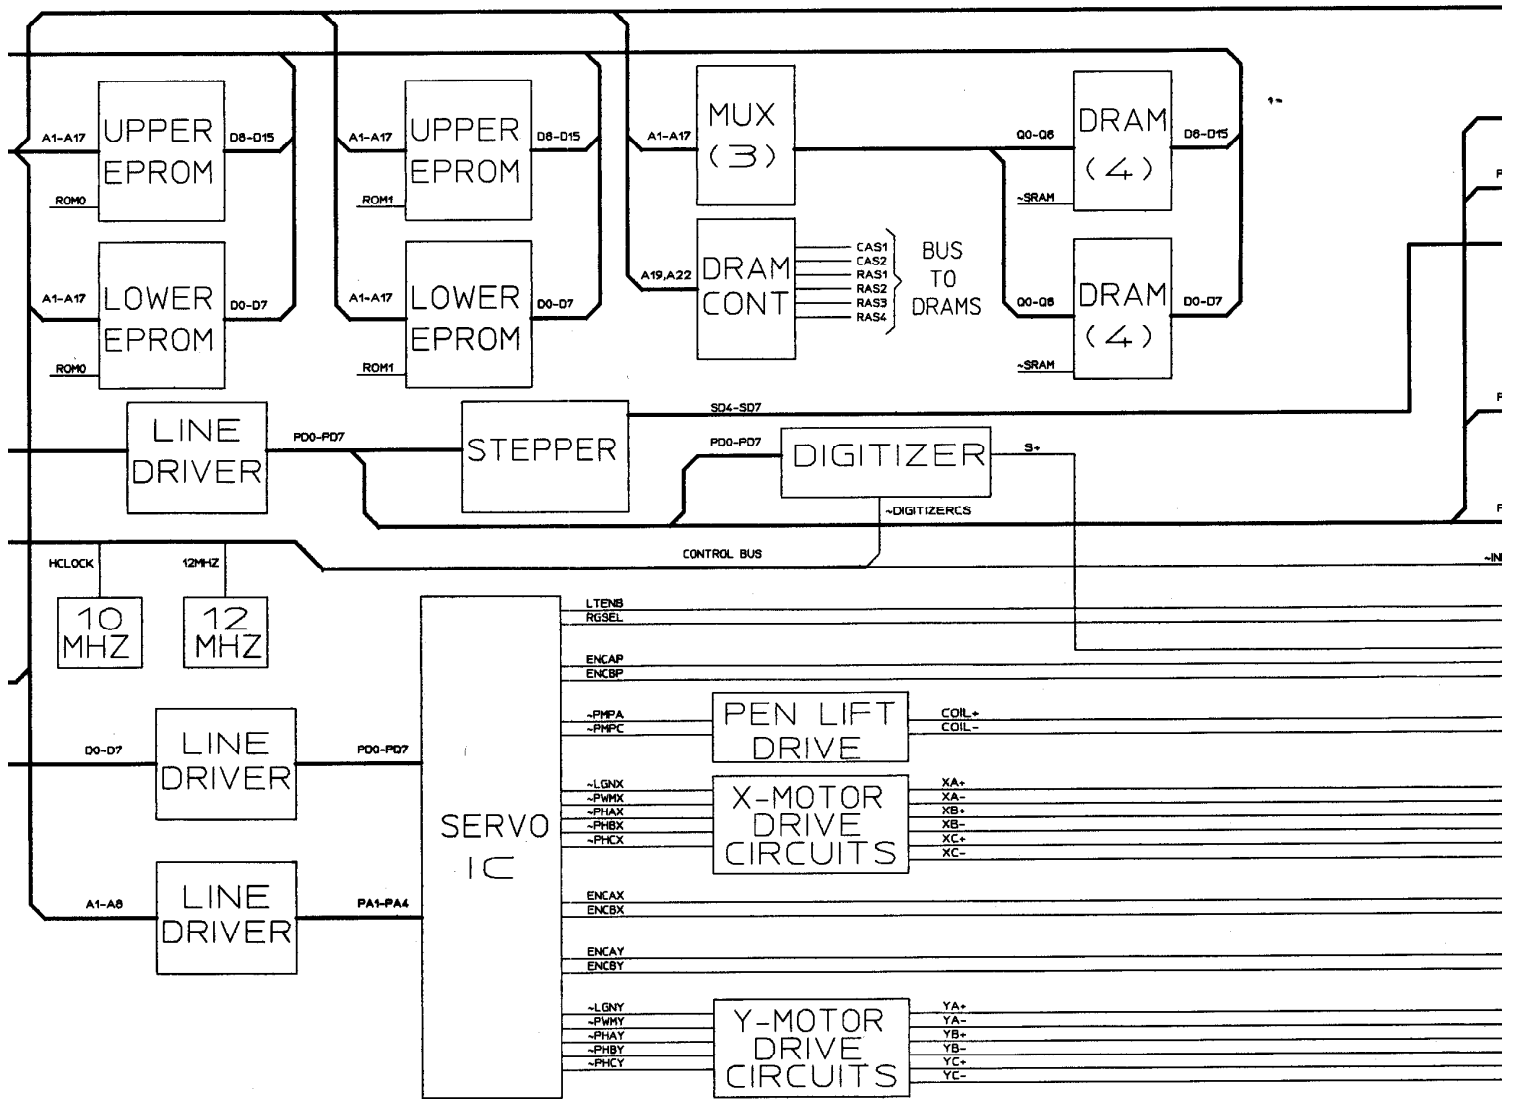 A1-A17
UPPER
EPROM
D8-D15
ROM0
A1-A17
UPPER
EPROM
D8-D15
ROM1
A1-A17
MUX
(3)
Q0-Q8
DRAM
(4)
D8-D15
~SRAM
A1-A17
LOWER
EPROM
D0-D7
ROM0
A1-A17
LOWER
EPROM
D0-D7
ROM1
A19,A22
DRAM
CONT
CAS1
CAS2
RAS1
RAS2
RAS3
RAS4
BUS
TO
DRAMS
Q0-Q8
DRAM
(4)
D0-D7
~SRAM
LINE
DRIVER
PD0-PD7
STEPPER
SD4-SD7
PD0-PD7
DIGITIZER
S+
~DIGITIZERCS
CONTROL BUS
HCLOCK
12MHZ
10
MHZ
12
MHZ
LTENB
RGSEL
ENCAP
ENCBP
~PMPA
~PMPC
PEN LIFT
DRIVE
COIL+
COIL-
D0-D7
LINE
DRIVER
PD0-PD7
SERVO
IC
~LGNX
~PWMX
~PHAX
~PHBX
~PHCX
X-MOTOR
DRIVE
CIRCUITS
XA+
XA-
XB+
XB-
XC+
XC-
A1-A8
LINE
DRIVER
PA1-PA4
ENCAX
ENCBX
ENCAY
ENCBY
~LGNY
~PWMY
~PHAY
~PHBY
~PHCY
Y-MOTOR
DRIVE
CIRCUITS
YA+
YA-
YB+
YB-
YC+
YC-